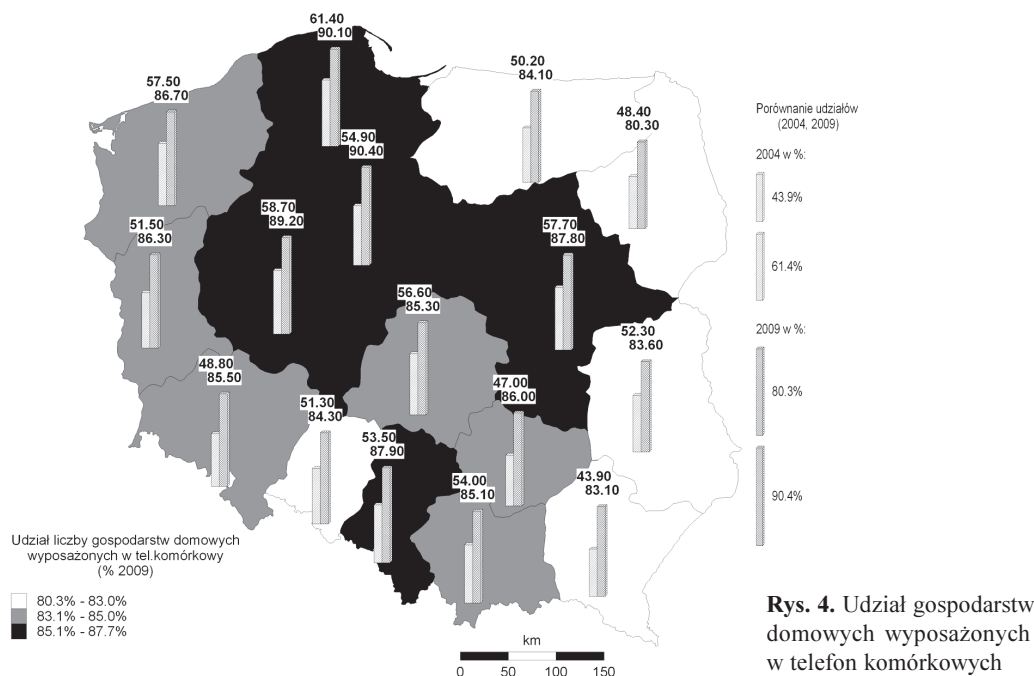 61.40
90.10
50.20
84.10
57.50
86.70
48.40
80.30
54.90
90.40
58.70
89.20
51.50
86.30
57.70
87.80
56.60
85.30
52.30
83.60
48.80
85.50
51.30
84.30
47.00
86.00
53.50
87.90
54.00
85.10
43.90
83.10
Porównanie udziałów
(2004, 2009)
2004 w %:
43.9%
61.4%
2009 w %:
80.3%
90.4%
Udział liczby gospodarstw domowych
wyposażonych w tel.komórkowy
(% 2009)
80.3% - 83.0%
83.1% - 85.0%
85.1% - 87.7%
km
0 50 100 150
Rys. 4. Udział gospodarstw
domowych wyposażonych
w telefon komórkowych